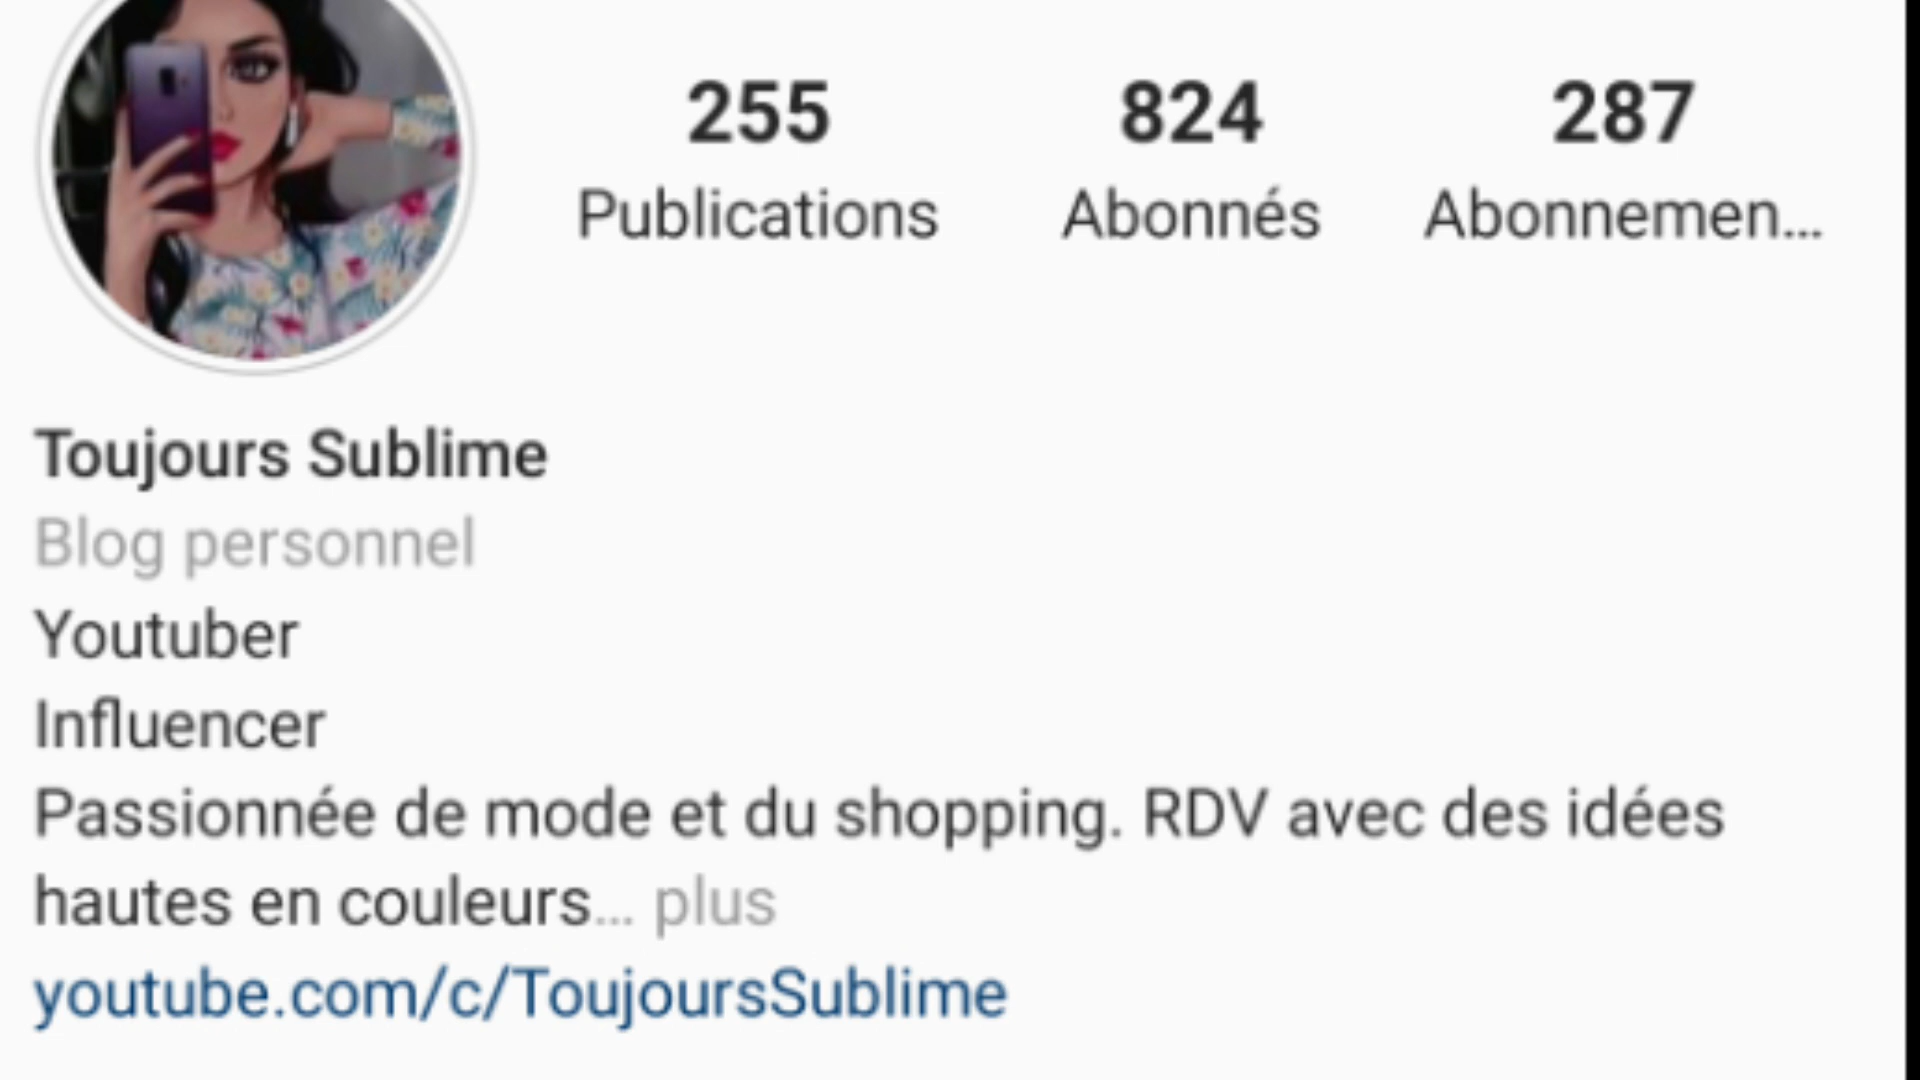 255 824 287
Publications Abonnés Abonnemen...
Toujours Sublime
Blog personnel
Youtuber
Influencer
Passionnée de mode et du shopping. RDV avec des idées
hautes en couleurs... plus
youtube.com/c/ToujoursSublime